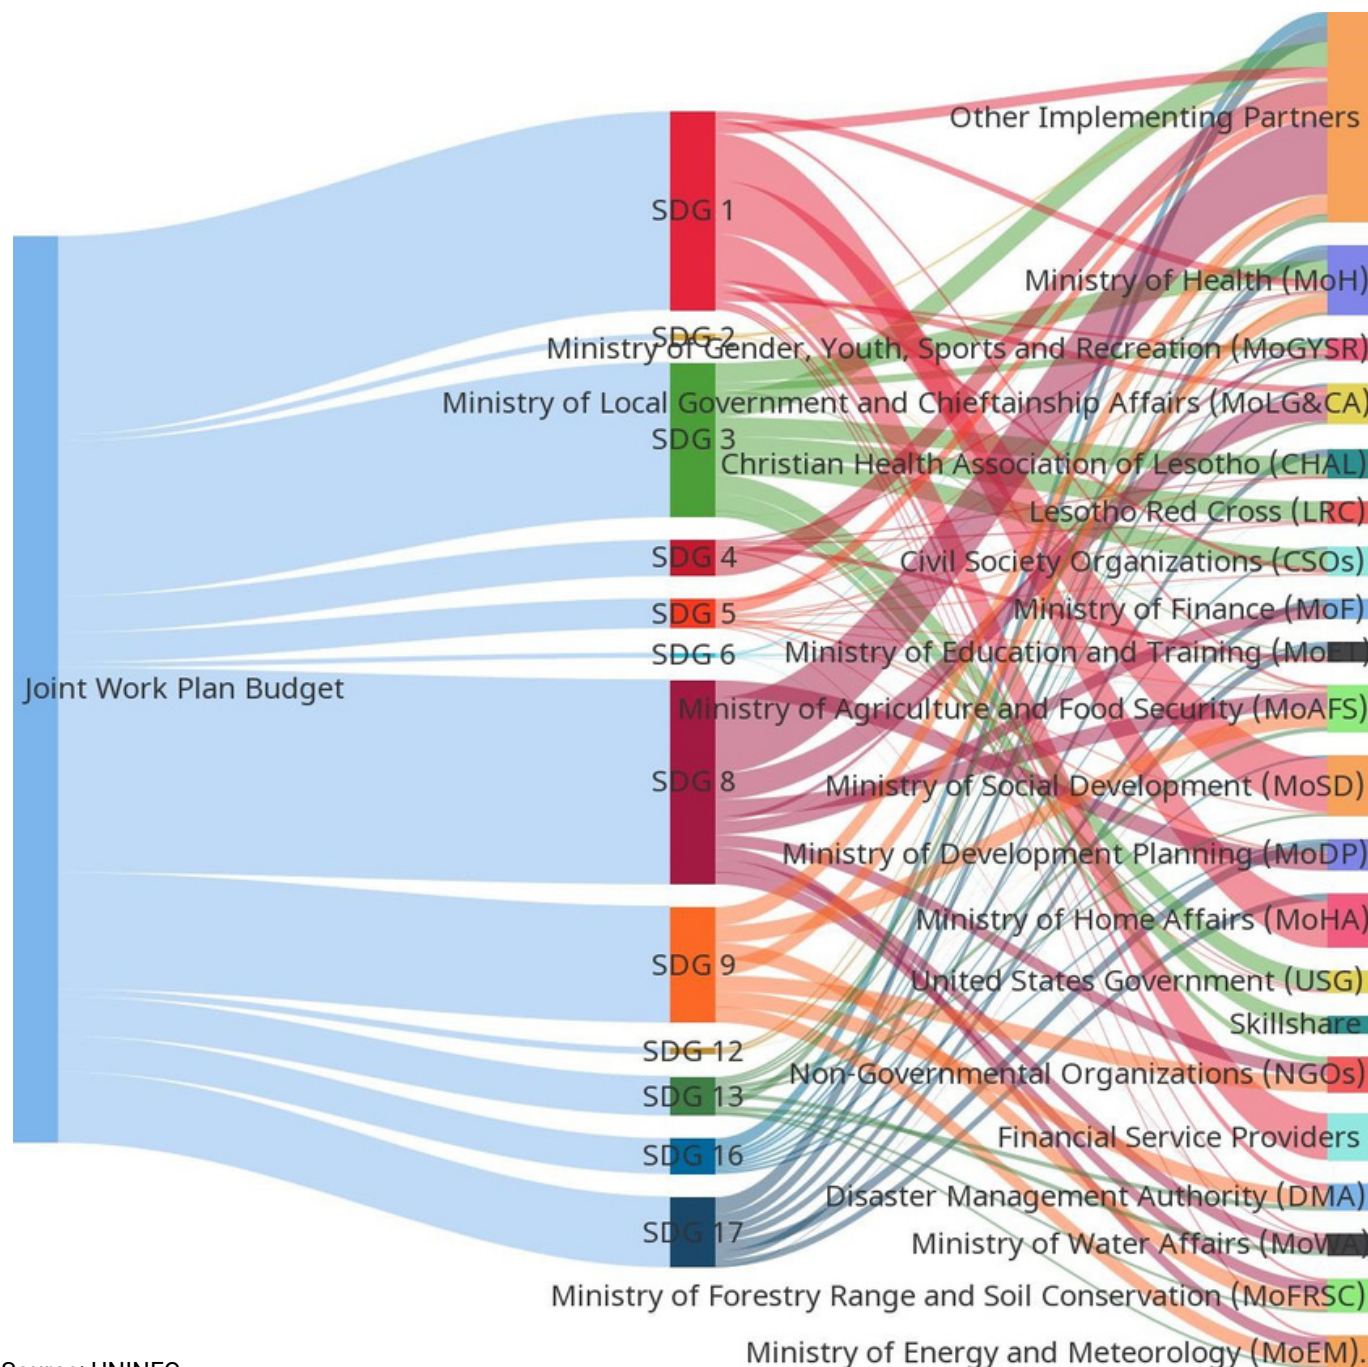 Other Implementing Partners
SDG 1
Ministry of Health (MoH)
SDG 2
Ministry of Gender, Youth, Sports and Recreation (MoGYSR)
Ministry of Local Government and Chieftainship Affairs (MoLG&CA)
SDG 3
Christian Health Association of Lesotho (CHAL)
Lesotho Red Cross (LRC)
SDG 4
Civil Society Organizations (CSOs)
SDG 5
Ministry of Finance (MoF)
SDG 6
Ministry of Education and Training (MoET)
Joint Work Plan Budget
Ministry of Agriculture and Food Security (MoAFS)
SDG 8
Ministry of Social Development (MoSD)
Ministry of Development Planning (MoDP)
Ministry of Home Affairs (MoHA)
SDG 9
United States Government (USG)
Skillshare
SDG 12
Non-Governmental Organizations (NGOs)
SDG 13
Financial Service Providers
SDG 16
Disaster Management Authority (DMA)
SDG 17
Ministry of Water Affairs (MoWA)
Ministry of Forestry Range and Soil Conservation (MoFRSC)
Ministry of Energy and Meteorology (MoEM).